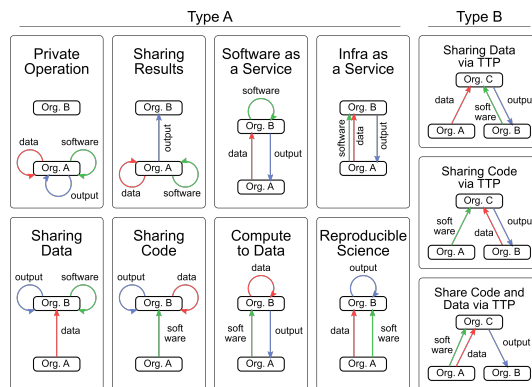 Type A
Type B
Private
Operation
Org. B
data
software
Org. A
output
Sharing
Results
Org. B
output
Org. A
data
software
Software as
a Service
software
Org. B
data
output
Org. A
Infra as
a Service
Org. B
software
data
output
Org. A
Sharing
Data
output
software
Org. B
data
Org. A
Sharing
Code
output
data
Org. B
soft
ware
Org. A
Compute
to Data
data
Org. B
soft
ware
output
Org. A
Reproducible
Science
output
Org. B
data
soft
ware
Org. A
Sharing Data
via TTP
Org. C
data
soft
ware
output
Org. A
Org. B
Sharing Code
via TTP
Org. C
soft
ware
data
output
Org. A
Org. B
Share Code and
Data via TTP
Org. C
soft
ware
data
output
Org. A
Org. B